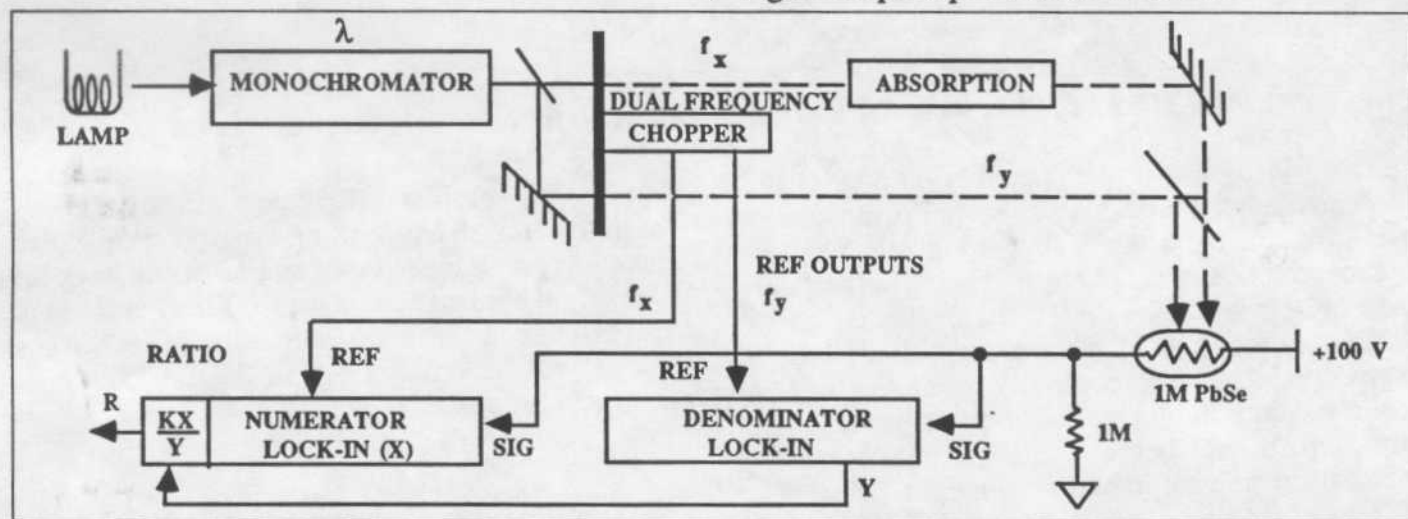 λ
f x
MONOCHROMATOR
ABSORPTION
DUAL FREQUENCY
LAMP
CHOPPER
f y
REF OUTPUTS
f x
f y
RATIO
REF
REF
+100 V
R
1M PbSe
KX
Y
NUMERATOR
LOCK-IN (X)
SIG
DENOMINATOR
LOCK-IN
SIG
1M
Y